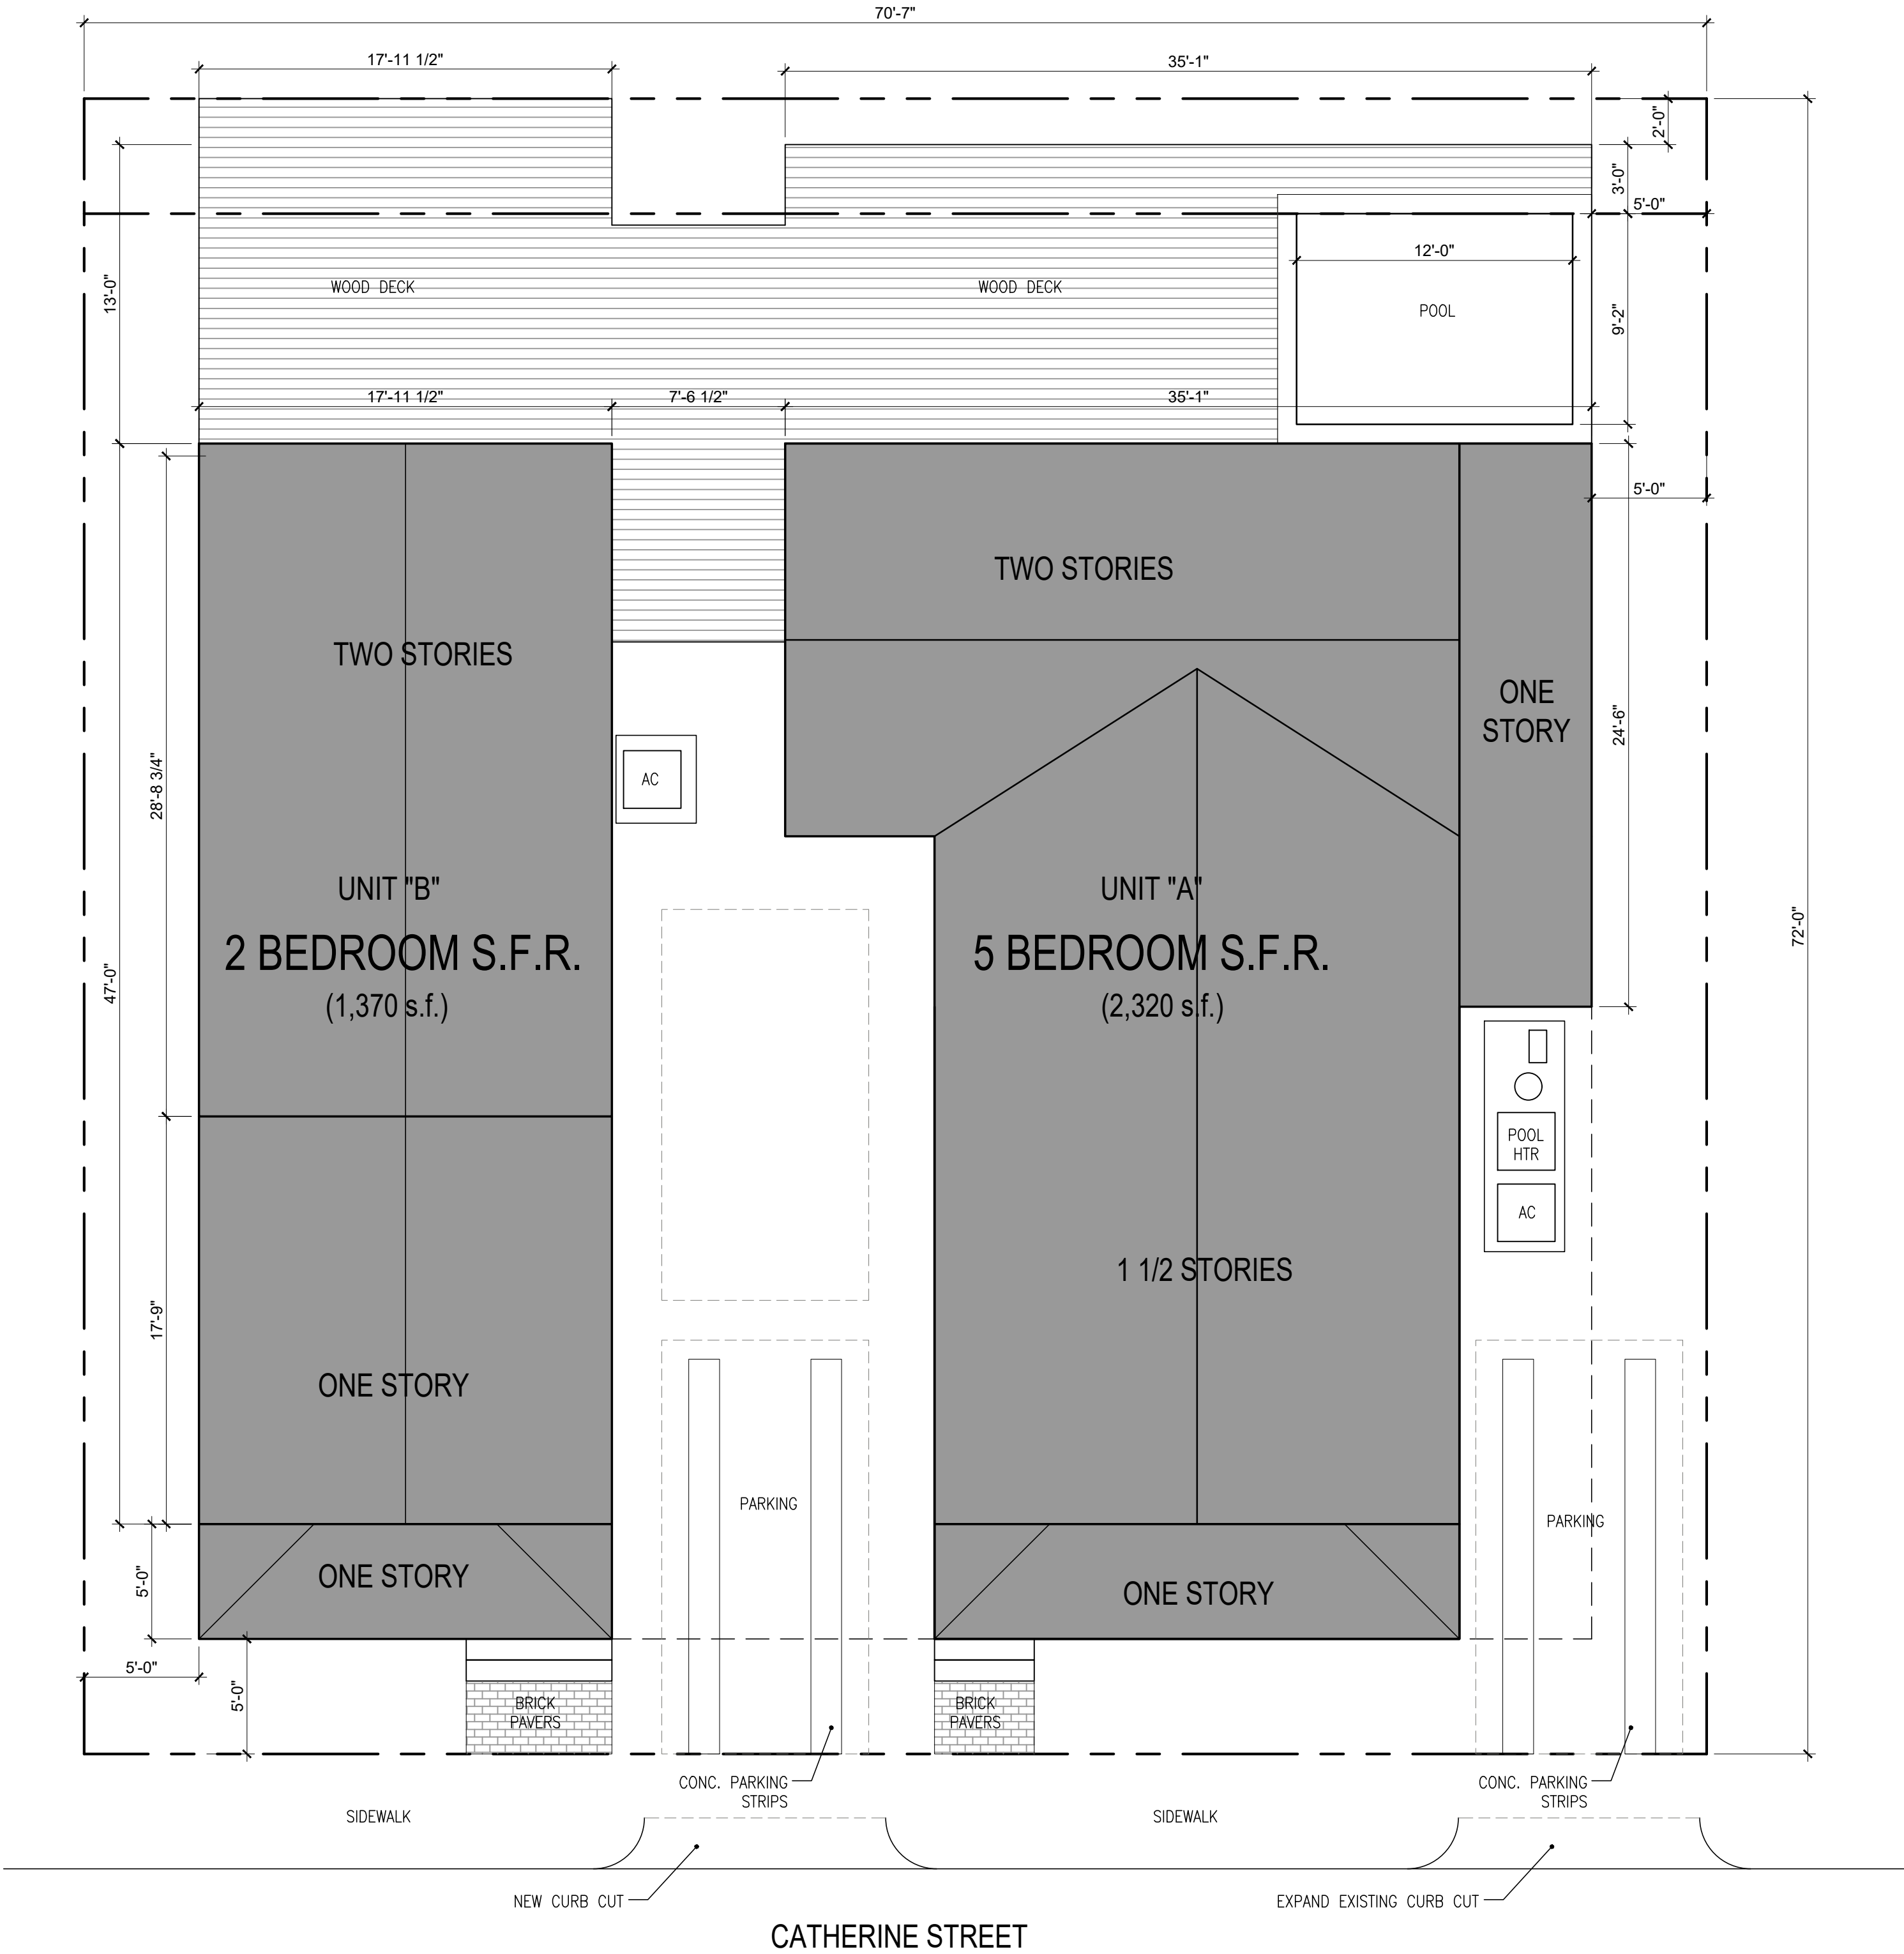 70'-7"
17'-11 1/2"
35'-1"
2'-0"
3'-0"
5'-0"
13'-0"
WOOD DECK
WOOD DECK
12'-0"
POOL
9'-2"
17'-11 1/2"
7'-6 1/2"
35'-1"
5'-0"
TWO STORIES
TWO STORIES
ONE
STORY
24'-6"
28'-8 3/4"
AC
UNIT "B"
2 BEDROOM S.F.R.
(1,370 s.f.)
UNIT "A"
5 BEDROOM S.F.R.
(2,320 s.f.)
72'-0"
47'-0"
POOL
HTR
AC
1 1/2 STORIES
17'-9"
ONE STORY
PARKING
PARKING
5'-0"
ONE STORY
ONE STORY
5'-0"
5'-0"
BRICK
PAVERS
BRICK
PAVERS
CONC. PARKING
STRIPS
CONC. PARKING
STRIPS
SIDEWALK
SIDEWALK
NEW CURB CUT
EXPAND EXISTING CURB CUT
CATHERINE STREET